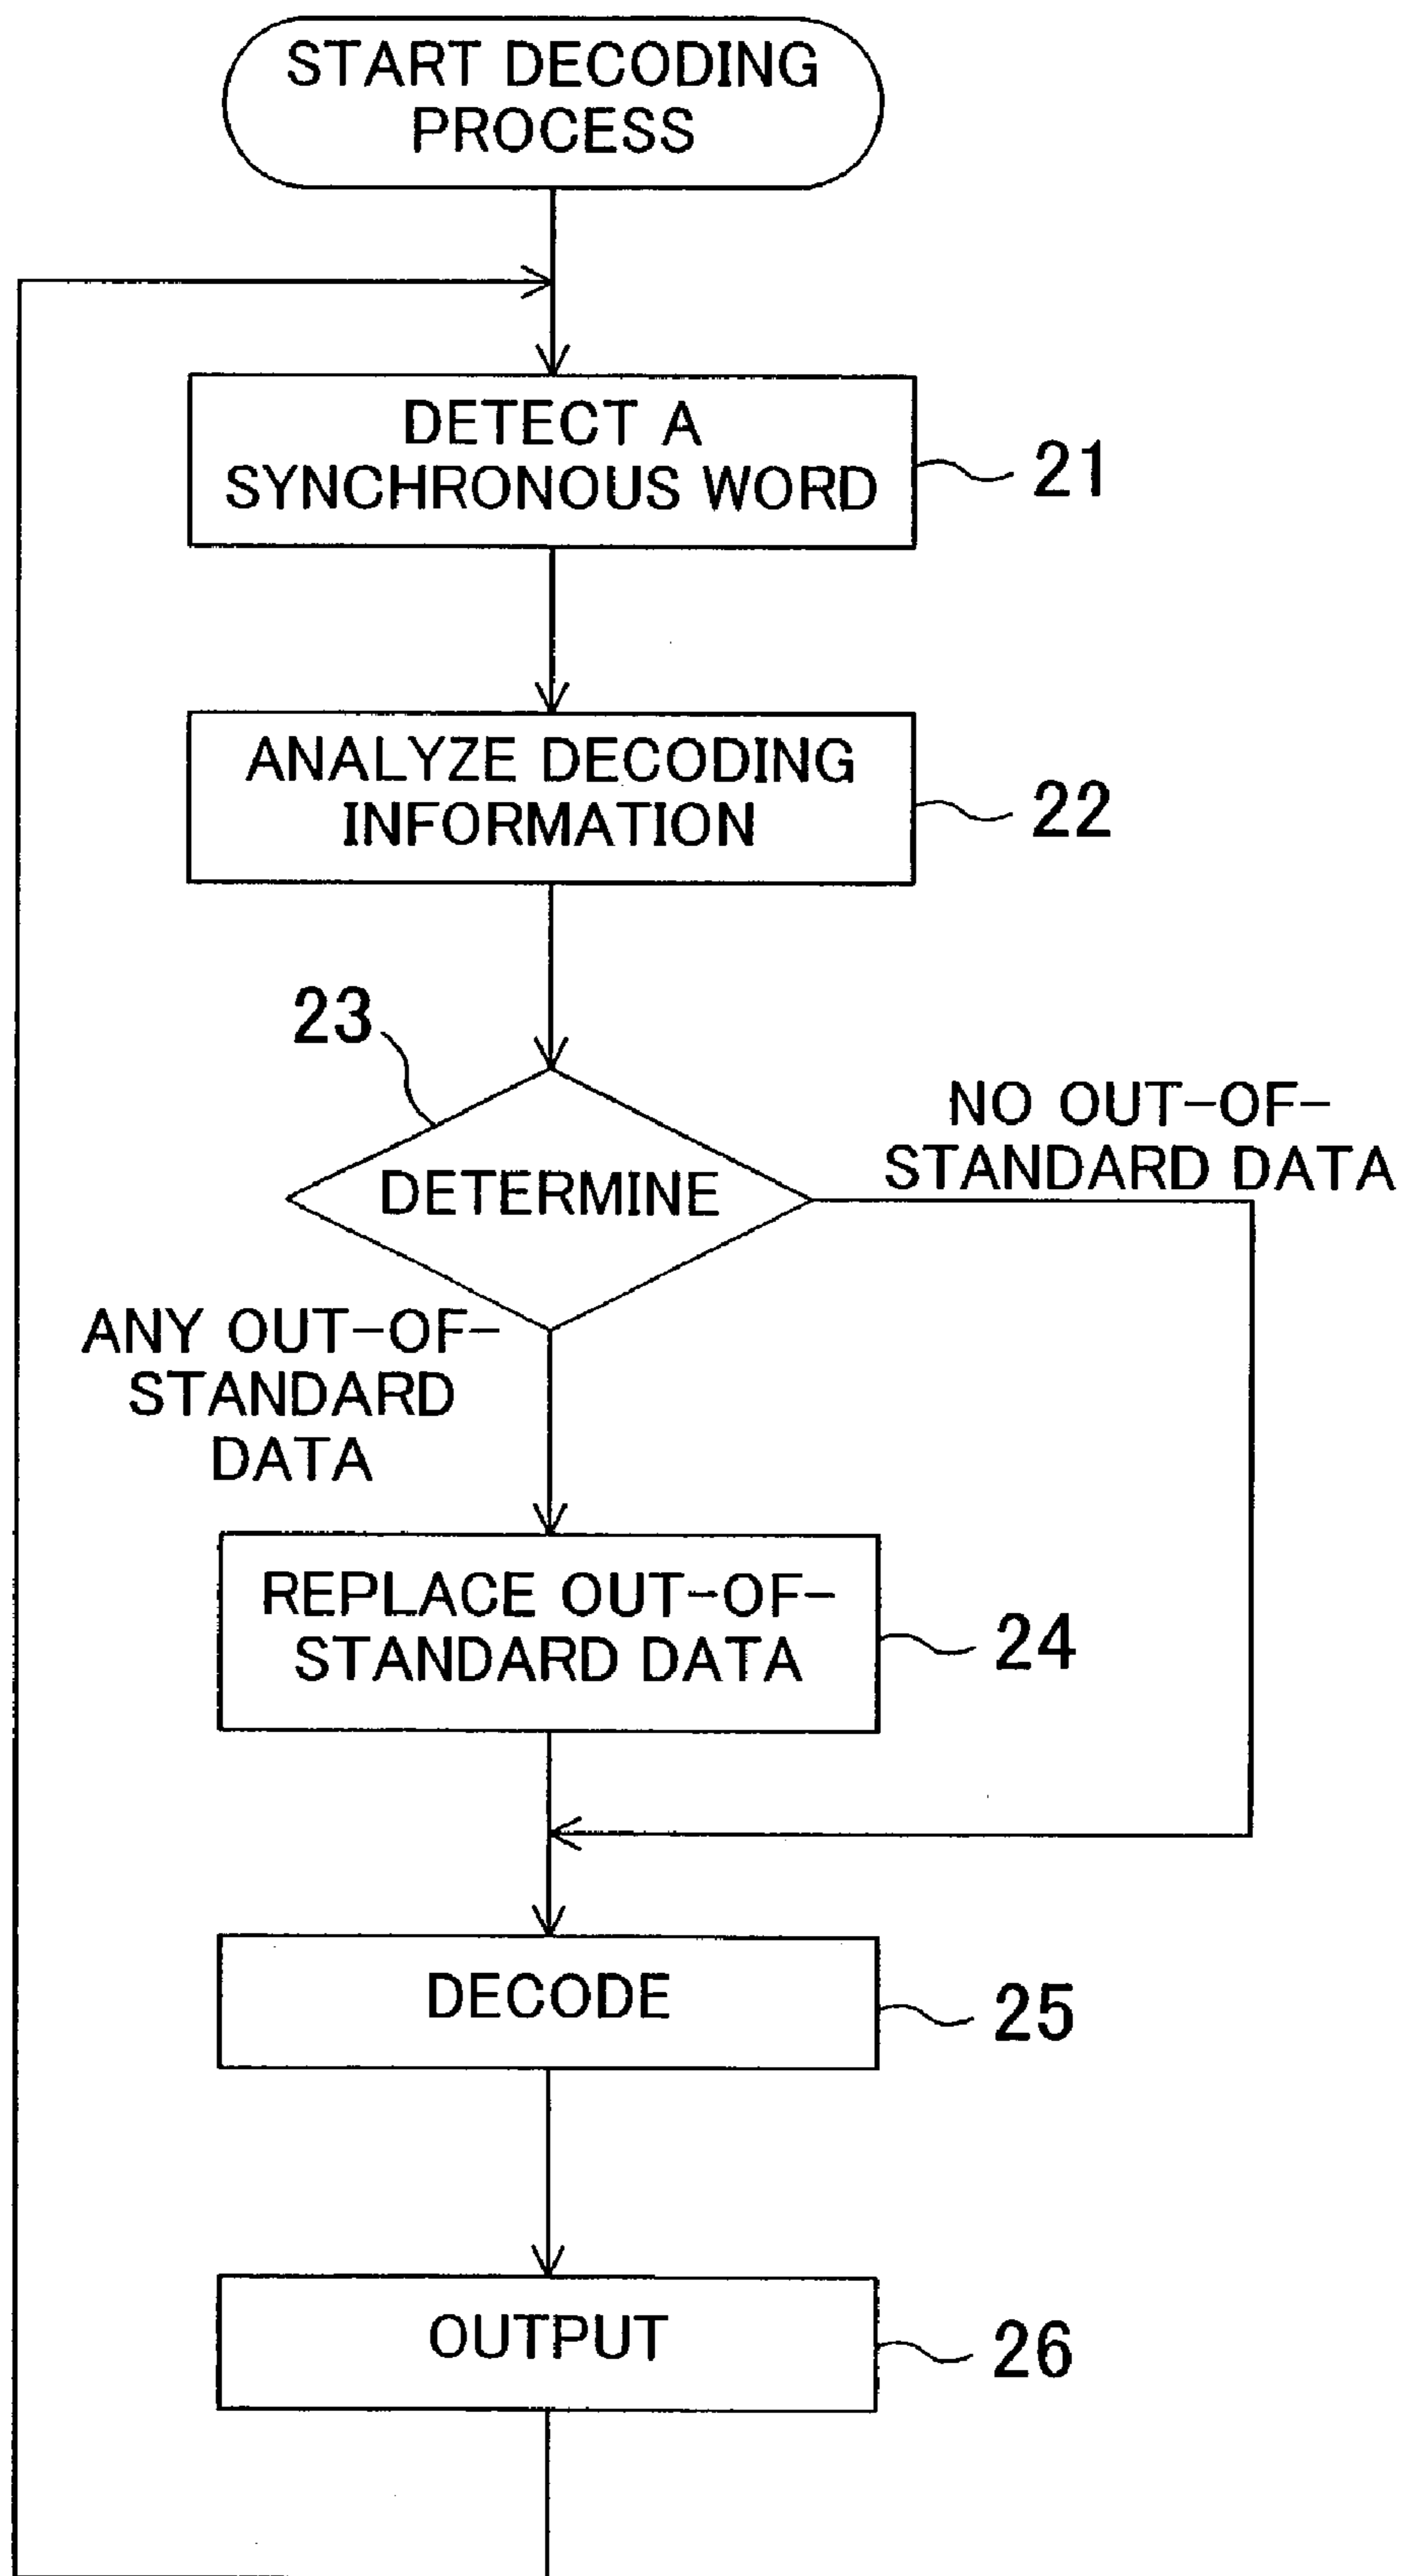 START DECODING
PROCESS
DETECT A
SYNCHRONOUS WORD
21
ANALYZE DECODING
INFORMATION
22
23
DETERMINE
NO OUT-OF-
STANDARD DATA
ANY OUT-OF-
STANDARD
DATA
REPLACE OUT-OF-
STANDARD DATA
24
DECODE
25
OUTPUT
26